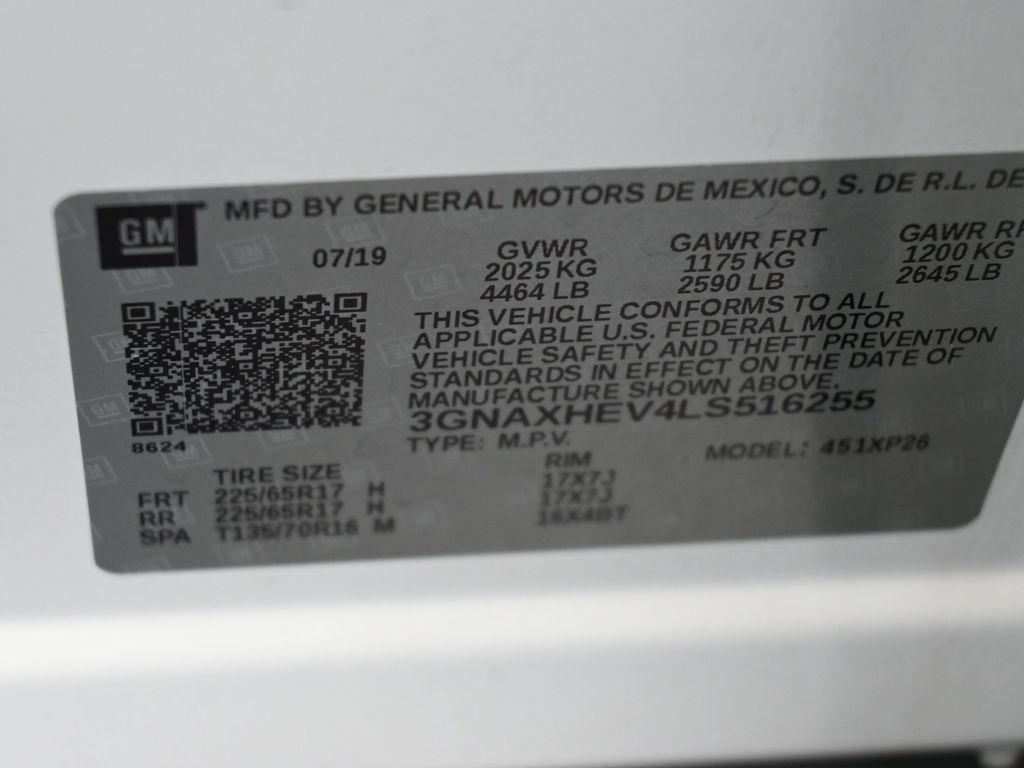 GM
MFD BY GENERAL MOTORS DE MEXICO, S. DE R.L. DE
07/19
GVWR
2025 KG
4464 LB
GAWR FRT
1175 KG
2590 LB
GAWR RR
1200 KG
2645 LB
THIS VEHICLE CONFORMS TO ALL
APPLICABLE U.S. FEDERAL MOTOR
VEHICLE SAFETY AND THEFT PREVENTION
STANDARDS IN EFFECT ON THE DATE OF
MANUFACTURE SHOWN ABOVE.
3GNAXHEV4LS516255
8624
TYPE: M.P.V.
MODEL: 451XP26
TIRE SIZE
RIM
FRT 225/65R17 H 17X7J
RR 225/65R17 H 17X7J
SPA T135/70R16 M 16X4BT